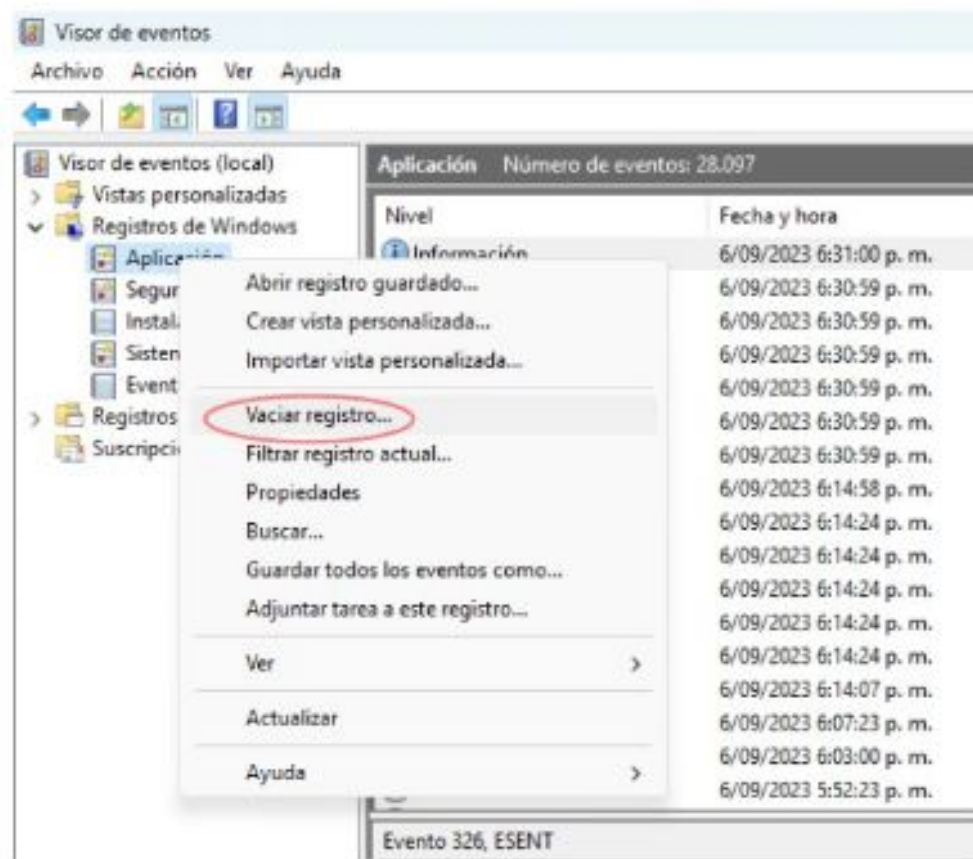 Visor de eventos
Archivo Acción Ver Ayuda
Visor de eventos (local)
Vistas personalizadas
Registros de Windows
Aplicación
Segur
Instal
Sisten
Event
Registros
Suscripci
Aplicación Número de eventos: 28.097
Nivel Fecha y hora
Información 6/09/2023 6:31:00 p. m.
6/09/2023 6:30:59 p. m.
6/09/2023 6:30:59 p. m.
6/09/2023 6:30:59 p. m.
6/09/2023 6:30:59 p. m.
6/09/2023 6:30:59 p. m.
6/09/2023 6:30:59 p. m.
6/09/2023 6:14:58 p. m.
6/09/2023 6:14:24 p. m.
6/09/2023 6:14:24 p. m.
6/09/2023 6:14:24 p. m.
6/09/2023 6:14:24 p. m.
6/09/2023 6:14:24 p. m.
6/09/2023 6:14:07 p. m.
6/09/2023 6:07:23 p. m.
6/09/2023 6:03:00 p. m.
6/09/2023 5:52:23 p. m.
Abrir registro guardado...
Crear vista personalizada...
Importar vista personalizada...
Vaciar registro...
Filtrar registro actual...
Propiedades
Buscar...
Guardar todos los eventos como...
Adjuntar tarea a este registro...
Ver
Actualizar
Ayuda
Evento 326, ESENT